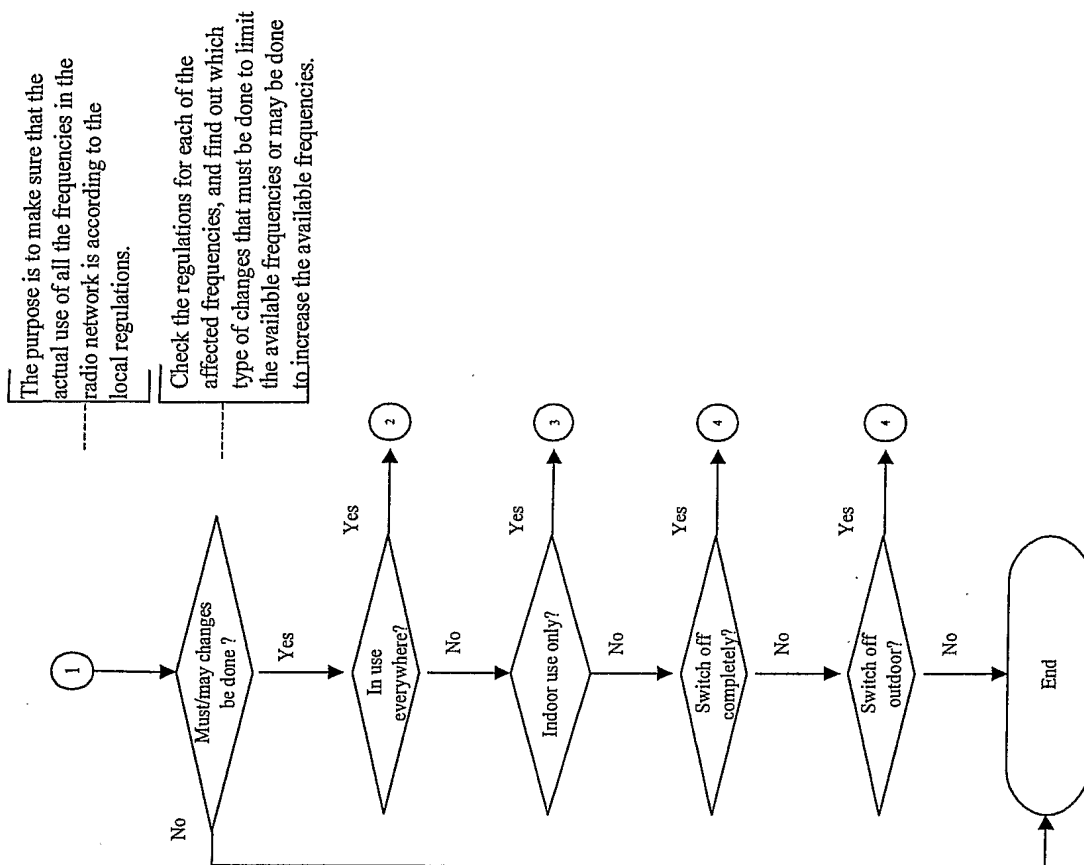 The purpose is to make sure that the
actual use of all the frequencies in the
radio network is according to the
local regulations.
Check the regulations for each of the
affected frequencies, and find out which
type of changes that must be done to limit
the available frequencies or may be done
to increase the available frequencies.
1
Must/may changes
be done ?
No
Yes
In use
everywhere?
Yes
2
No
Indoor use only?
Yes
3
No
Switch off
completely?
Yes
4
No
Switch off
outdoor?
Yes
4
No
End